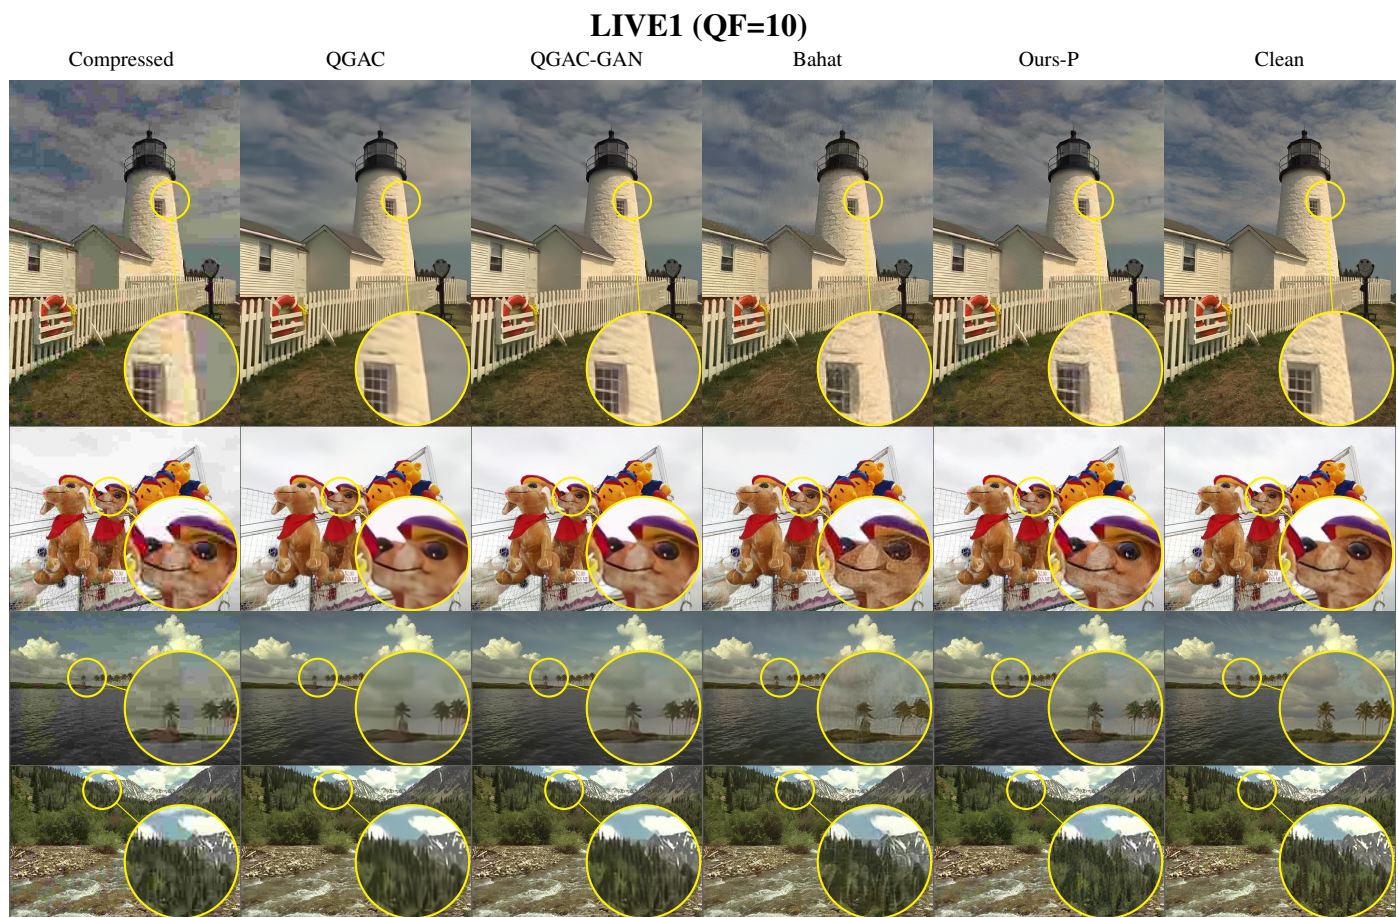 LIVE1 (QF=10)
Compressed QGAC QGAC-GAN Bahat Ours-P Clean